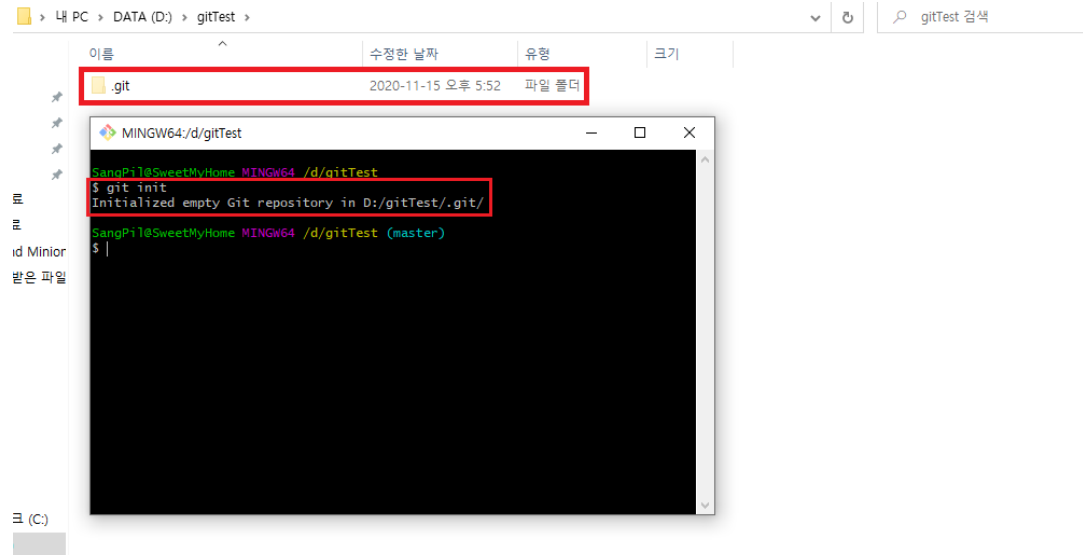 내 PC > DATA (D:) > gitTest >
gitTest 검색
이름 수정한 날짜 유형 크기
.git 2020-11-15 오후 5:52 파일 폴더
MINGW64:/d/gitTest
SangPil@SweetMyHome MINGW64 /d/gitTest
$ git init
Initialized empty Git repository in D:/gitTest/.git/
SangPil@SweetMyHome MINGW64 /d/gitTest (master)
$
료
료
nd Minior
받은 파일
크 (C:)